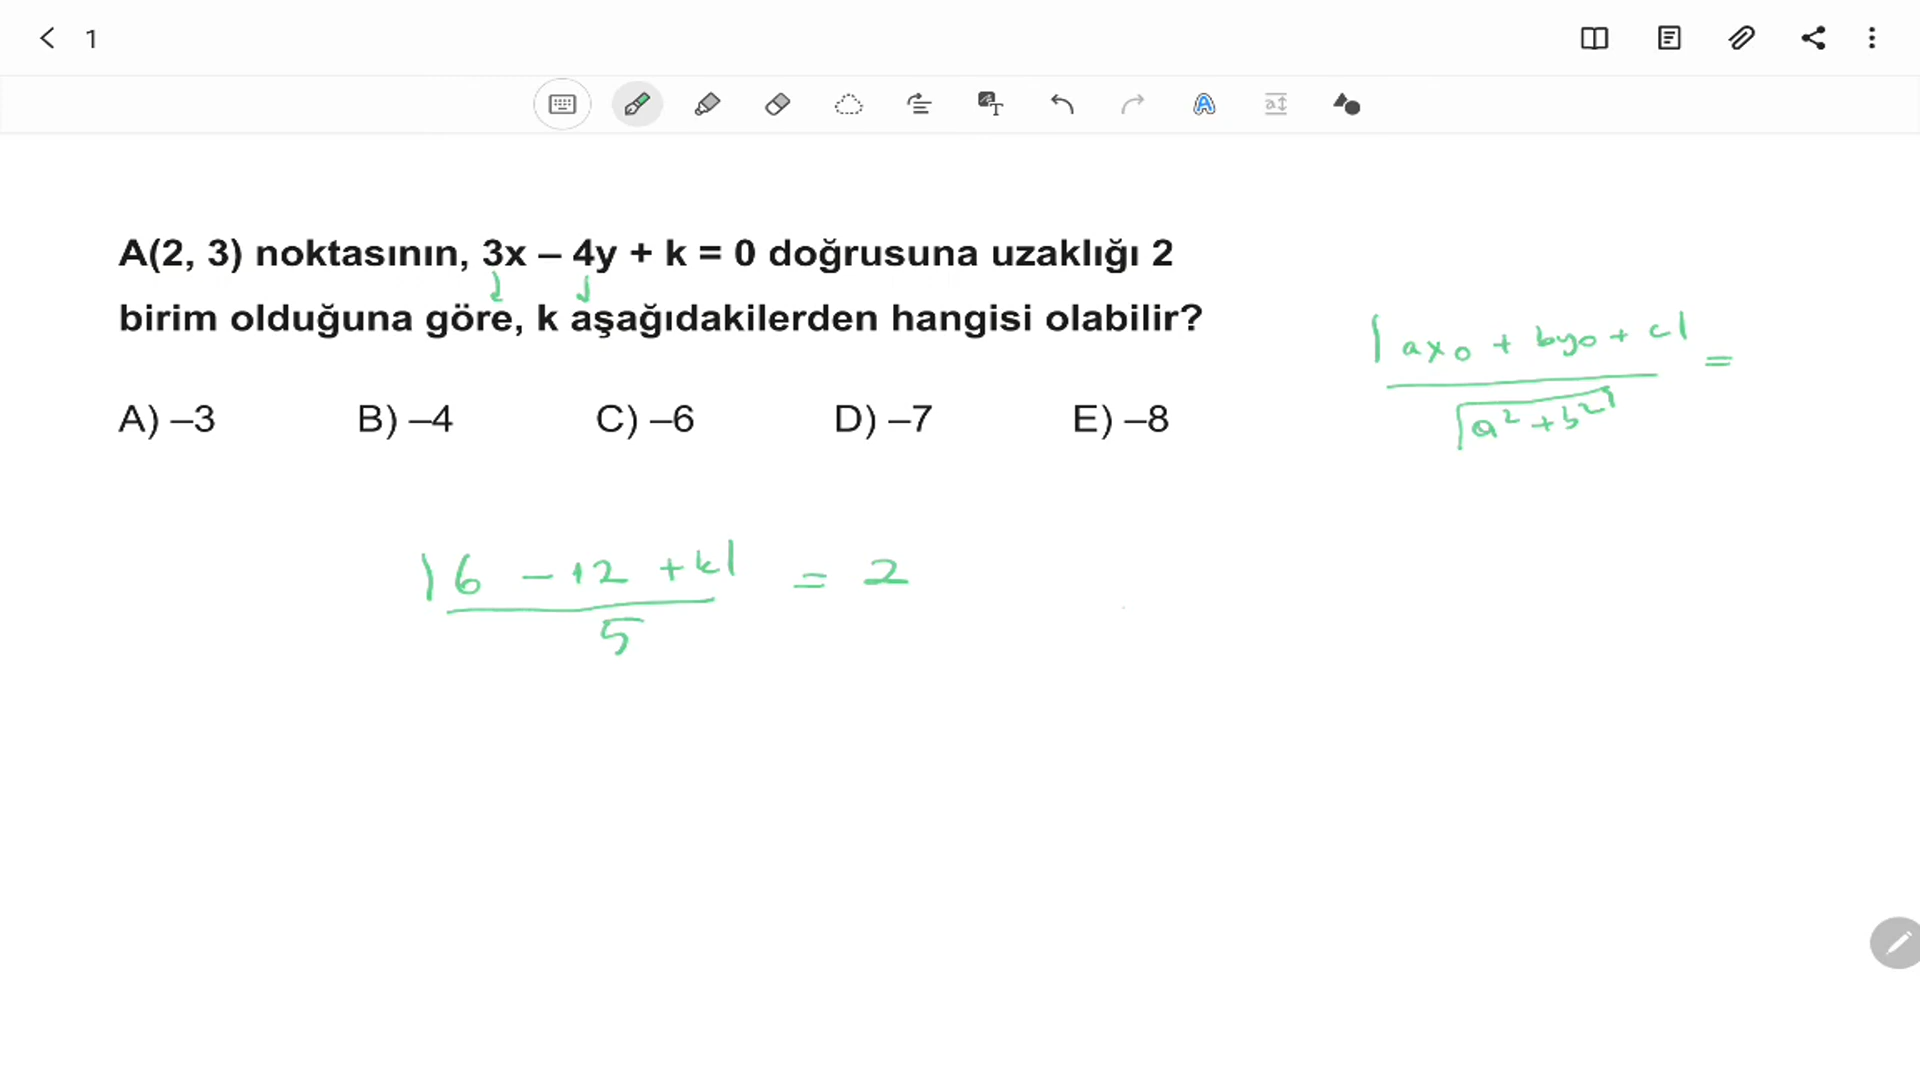 1
A(2, 3) noktasının, 3x – 4y + k = 0 doğrusuna uzaklığı 2
birim olduğuna göre, k aşağıdakilerden hangisi olabilir?
A) –3 B) –4 C) –6 D) –7 E) –8
|ax₀ + by₀ + c| =
√a² + b²
|6 – 12 + k| = 2
5